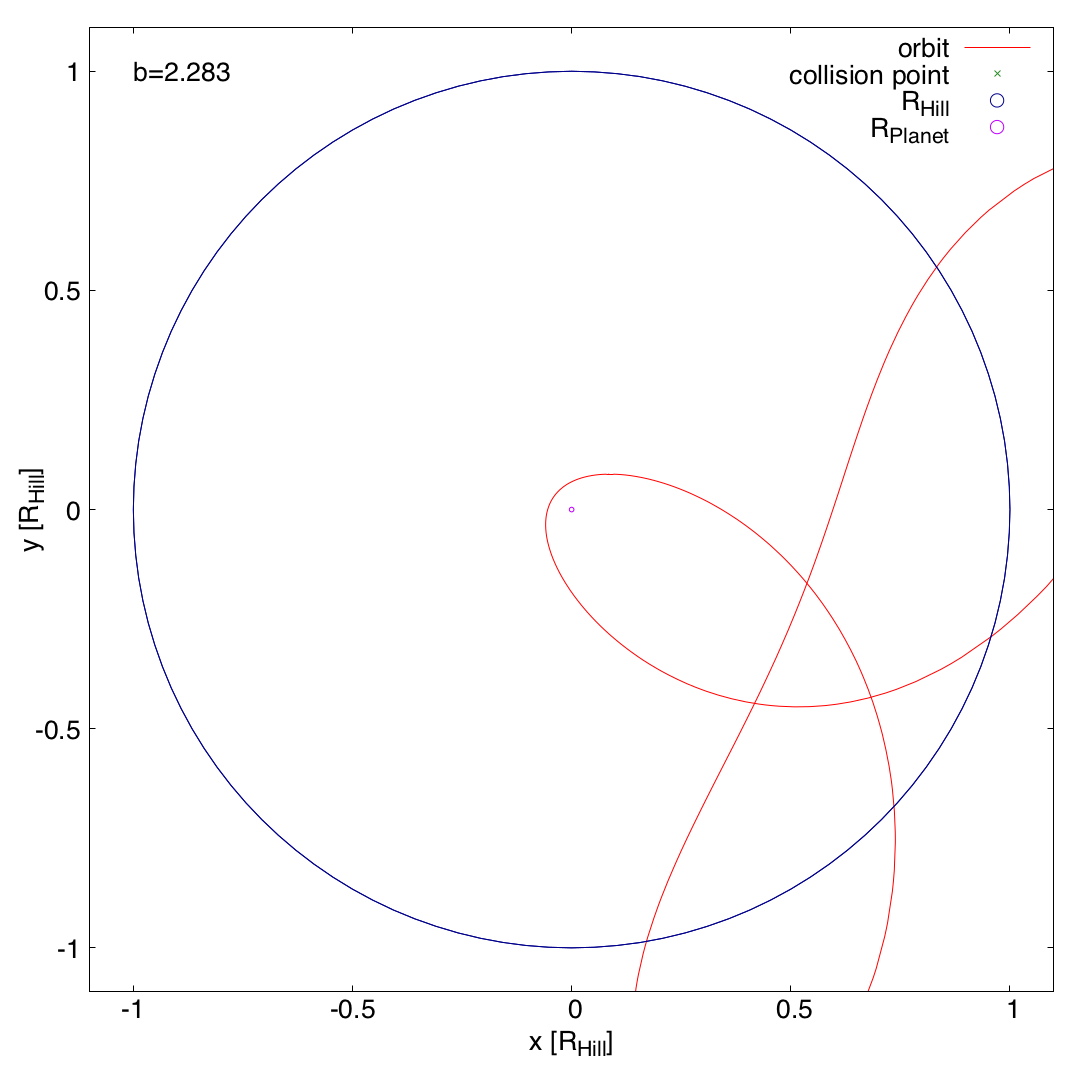 b=2.283
orbit
collision point
R_Hill
R_Planet
1
0.5
0
-0.5
-1
y [R_Hill]
-1
-0.5
0
0.5
1
x [R_Hill]